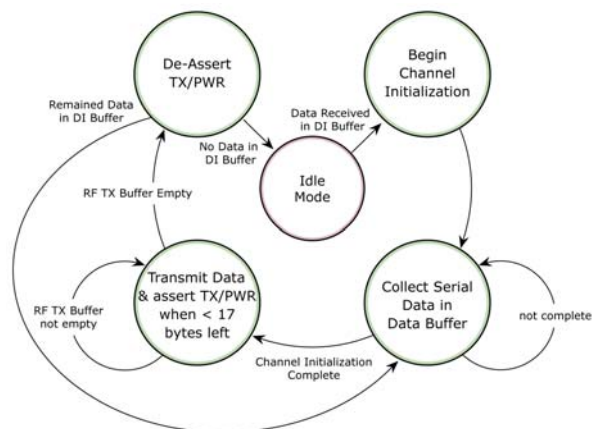 De-Assert
TX/PWR
Begin
Channel
Initialization
Remained Data
in DI Buffer
Data Received
in DI Buffer
No Data in
DI Buffer
Idle
Mode
RF TX Buffer Empty
Transmit Data
& assert TX/PWR
when < 17
bytes left
Collect Serial
Data in
Data Buffer
RF TX Buffer
not empty
not complete
Channel Initialization
Complete